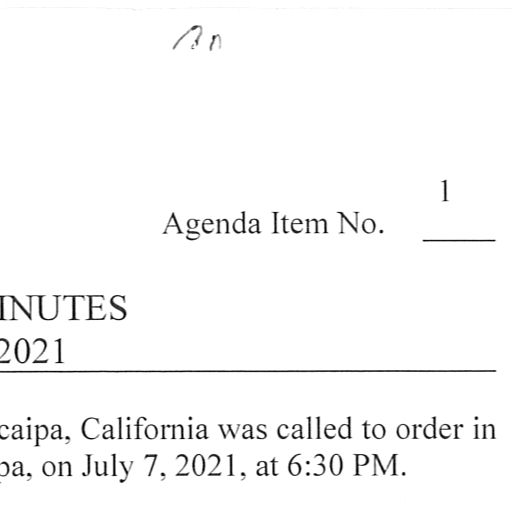 1
Agenda Item No.
INUTES
2021
caipa, California was called to order in
pa, on July 7, 2021, at 6:30 PM.